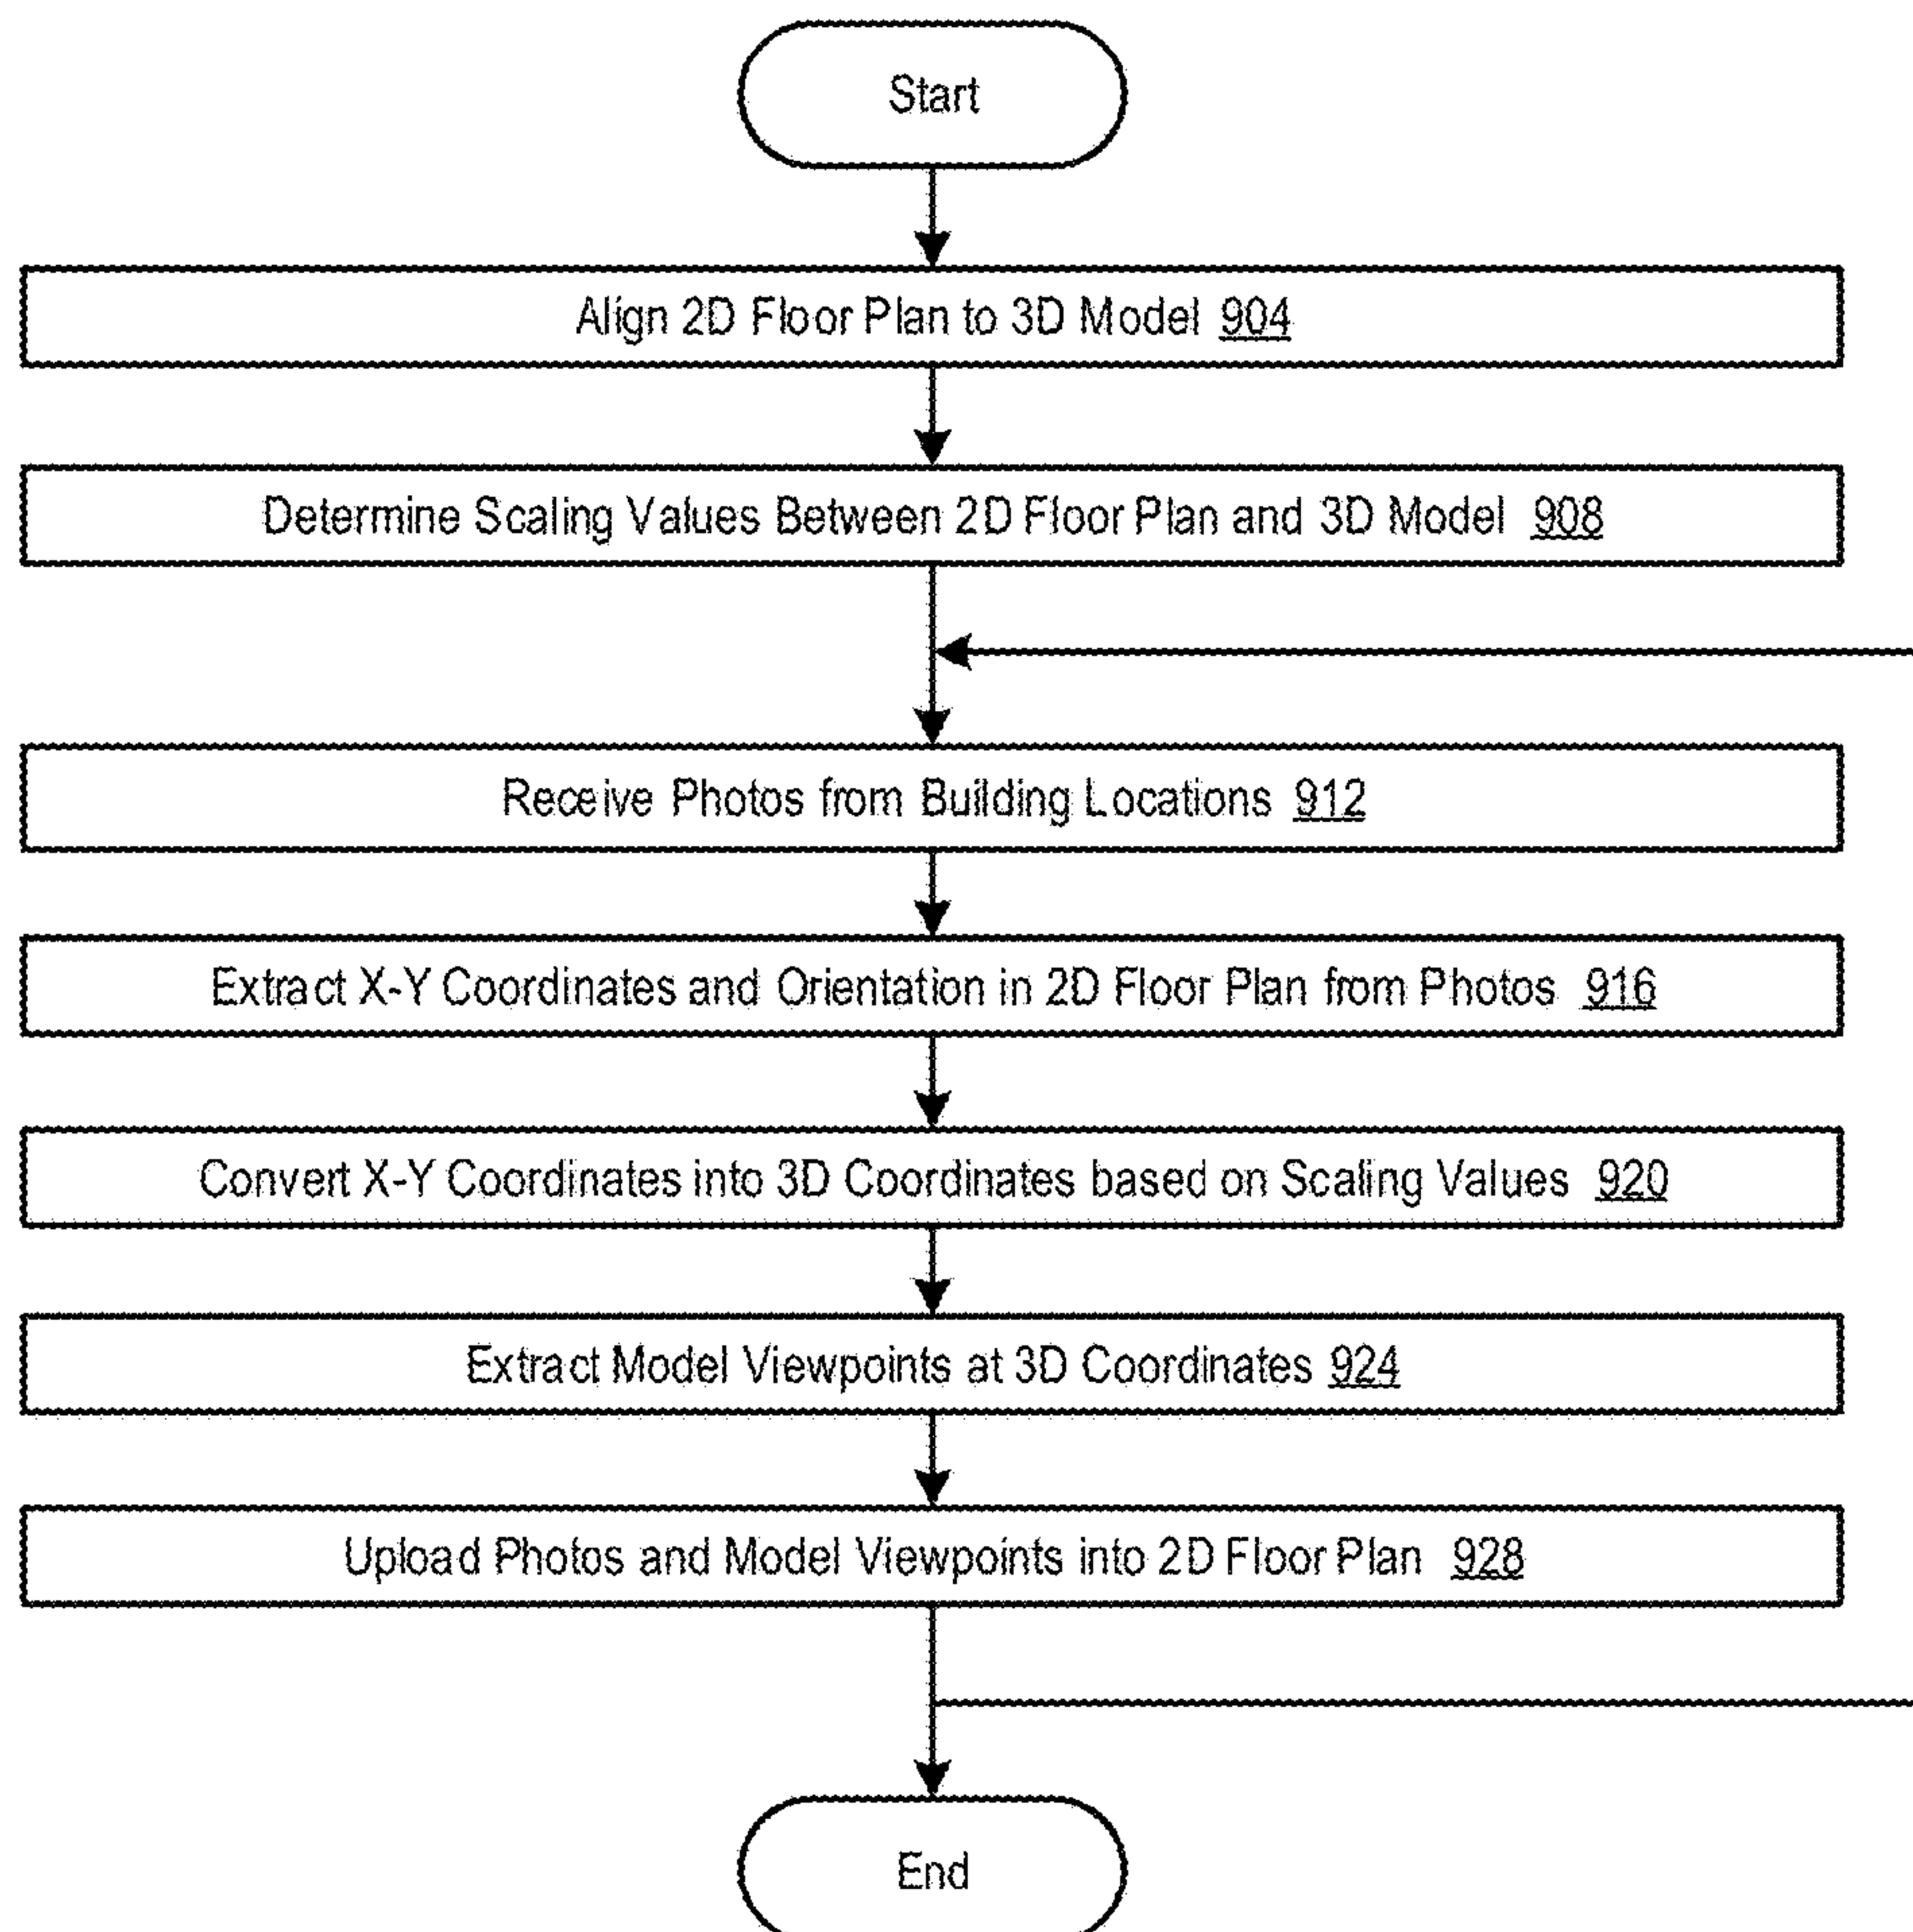 Start
Align 2D Floor Plan to 3D Model 904
Determine Scaling Values Between 2D Floor Plan and 3D Model 908
Receive Photos from Building Locations 912
Extract X-Y Coordinates and Orientation in 2D Floor Plan from Photos 916
Convert X-Y Coordinates into 3D Coordinates based on Scaling Values 920
Extract Model Viewpoints at 3D Coordinates 924
Upload Photos and Model Viewpoints into 2D Floor Plan 928
End